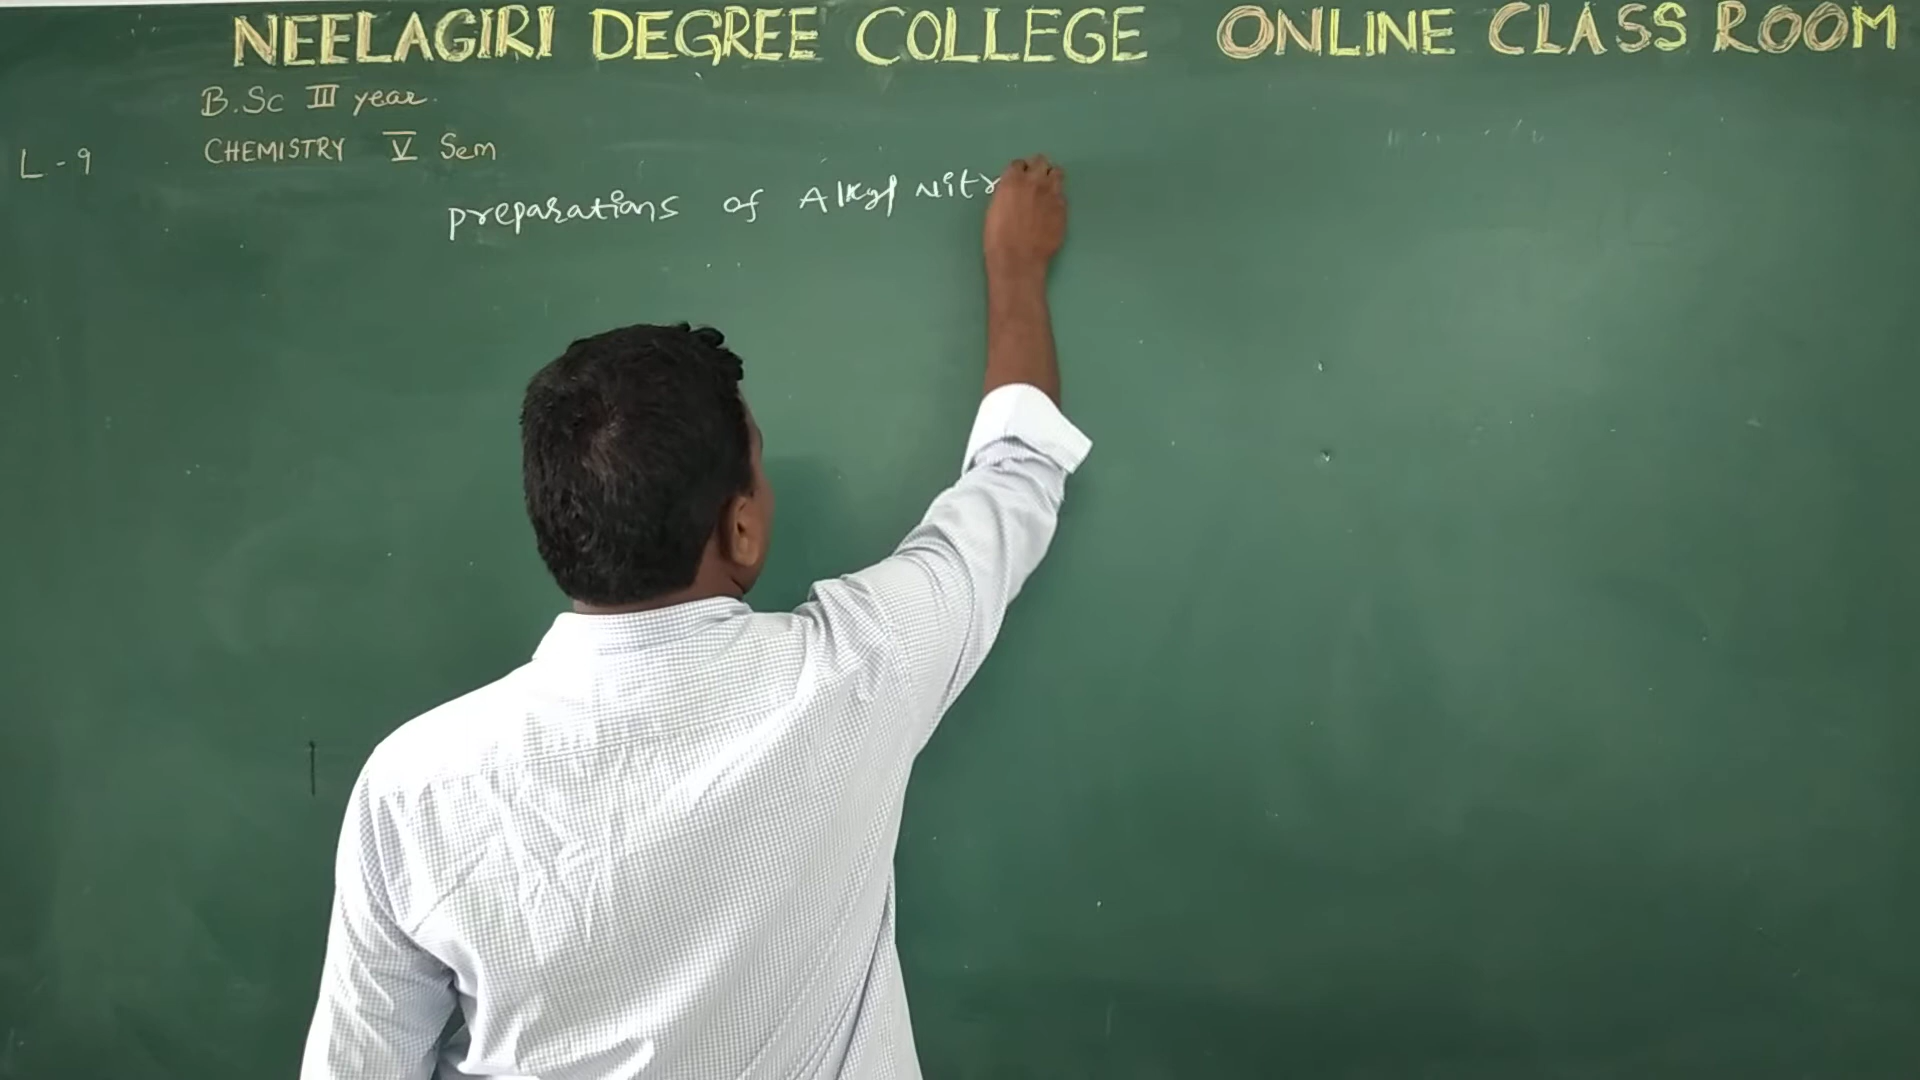 NEELAGIRI DEGREE COLLEGE ONLINE CLASS ROOM
B.Sc III year.
CHEMISTRY V Sem
L-9
preparations of Alkyl Nitr